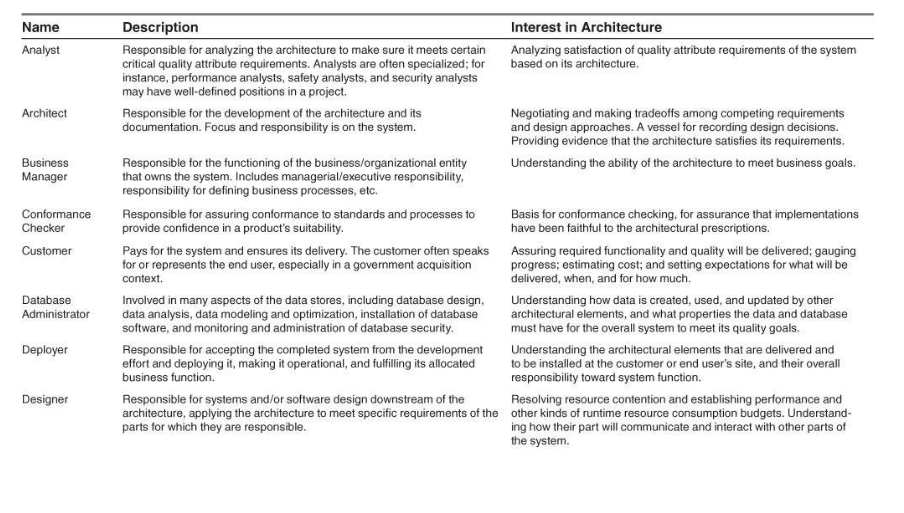 Name Description Interest in Architecture
Analyst Responsible for analyzing the architecture to make sure it meets certain Analyzing satisfaction of quality attribute requirements of the system
critical quality attribute requirements. Analysts are often specialized; for based on its architecture.
instance, performance analysts, safety analysts, and security analysts
may have well-defined positions in a project.
Architect Responsible for the development of the architecture and its Negotiating and making tradeoffs among competing requirements
documentation. Focus and responsibility is on the system. and design approaches. A vessel for recording design decisions.
Providing evidence that the architecture satisfies its requirements.
Business Responsible for the functioning of the business/organizational entity Understanding the ability of the architecture to meet business goals.
Manager that owns the system. Includes managerial/executive responsibility,
responsibility for defining business processes, etc.
Conformance Responsible for assuring conformance to standards and processes to Basis for conformance checking, for assurance that implementations
Checker provide confidence in a product's suitability. have been faithful to the architectural prescriptions.
Customer Pays for the system and ensures its delivery. The customer often speaks Assuring required functionality and quality will be delivered; gauging
for or represents the end user, especially in a government acquisition progress; estimating cost; and setting expectations for what will be
context. delivered, when, and for how much.
Database Involved in many aspects of the data stores, including database design, Understanding how data is created, used, and updated by other
Administrator data analysis, data modeling and optimization, installation of database architectural elements, and what properties the data and database
software, and monitoring and administration of database security. must have for the overall system to meet its quality goals.
Deployer Responsible for accepting the completed system from the development Understanding the architectural elements that are delivered and
effort and deploying it, making it operational, and fulfilling its allocated to be installed at the customer or end user's site, and their overall
business function. responsibility toward system function.
Designer Responsible for systems and/or software design downstream of the Resolving resource contention and establishing performance and
architecture, applying the architecture to meet specific requirements of the other kinds of runtime resource consumption budgets. Understand-
parts for which they are responsible. ing how their part will communicate and interact with other parts of
the system.